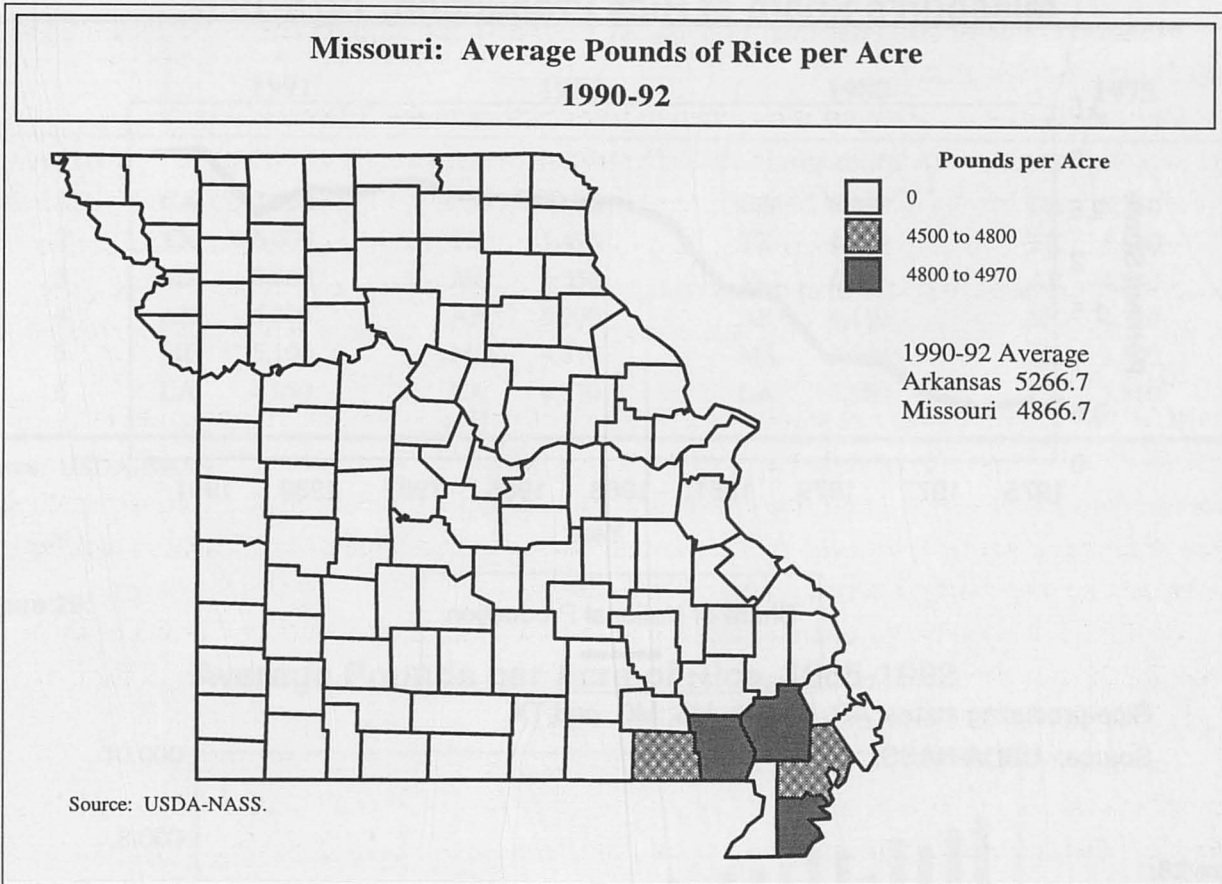 Missouri: Average Pounds of Rice per Acre
1990-92
Pounds per Acre
0
4500 to 4800
4800 to 4970
1990-92 Average
Arkansas 5266.7
Missouri 4866.7
Source: USDA-NASS.